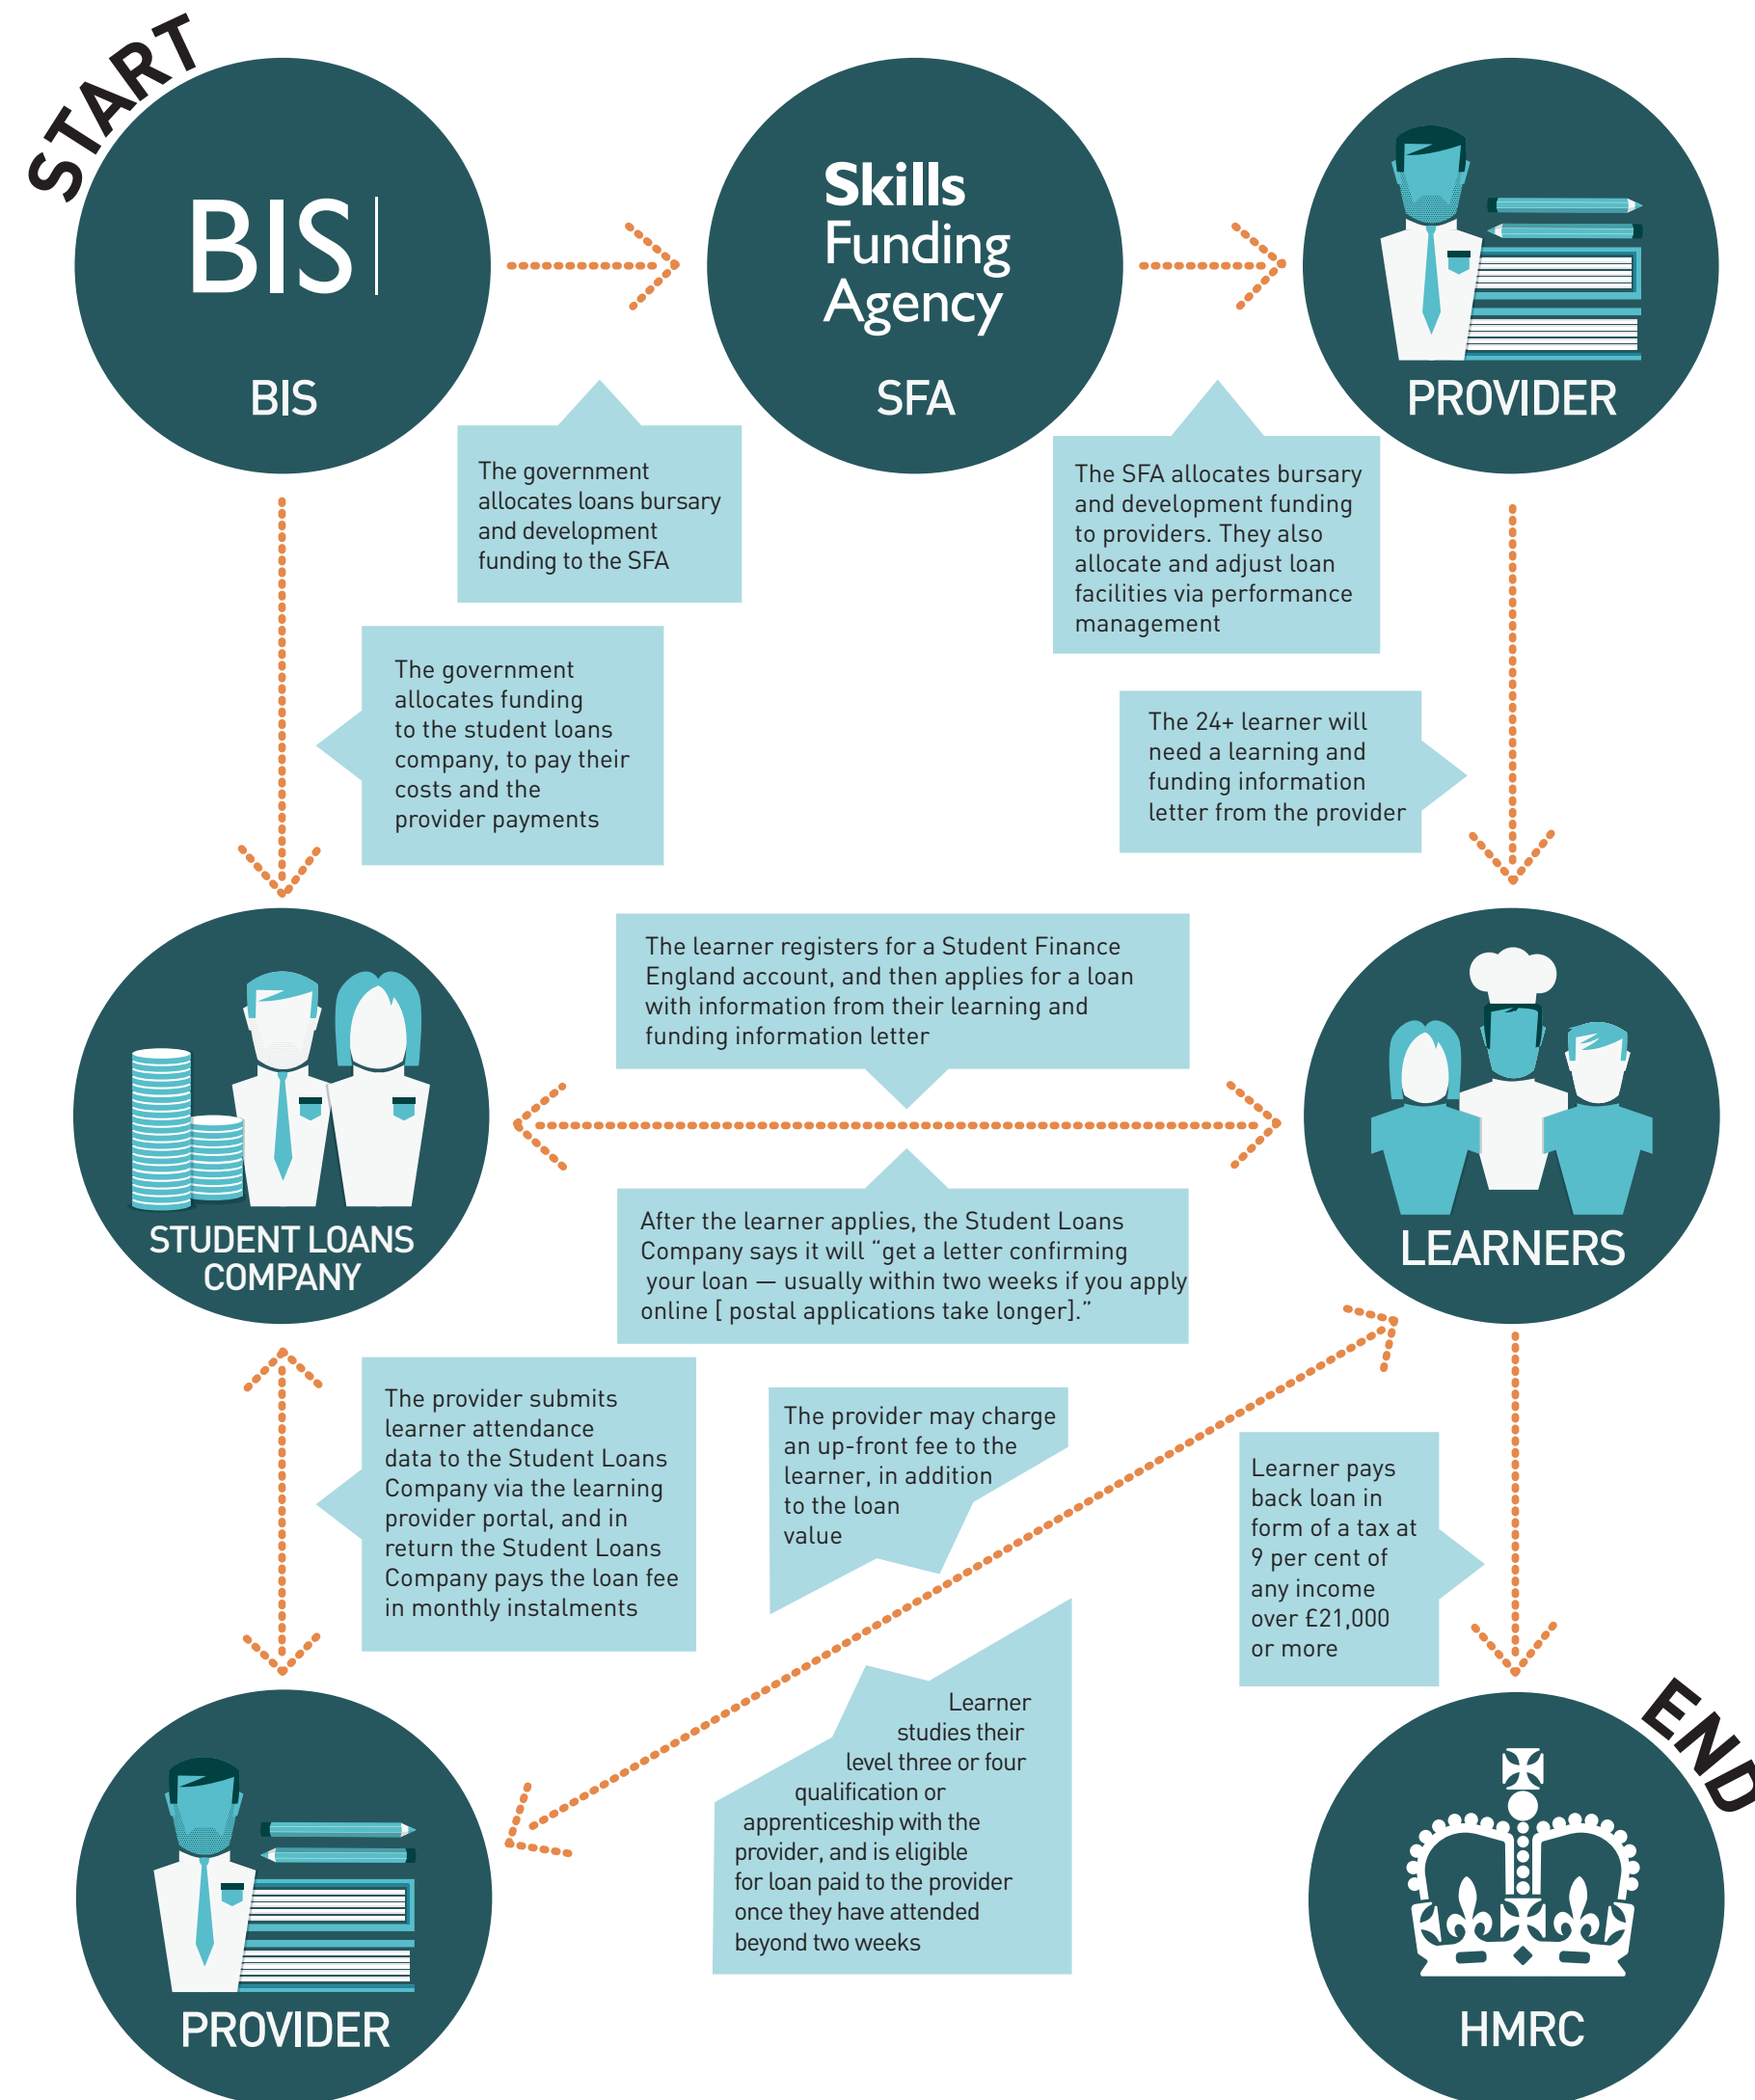 START
BIS
BIS
Skills
Funding
Agency
SFA
PROVIDER
The government
allocates loans bursary
and development
funding to the SFA
The SFA allocates bursary
and development funding
to providers. They also
allocate and adjust loan
facilities via performance
management
The government
allocates funding
to the student loans
company, to pay their
costs and the
provider payments
The 24+ learner will
need a learning and
funding information
letter from the provider
The learner registers for a Student Finance
England account, and then applies for a loan
with information from their learning and
funding information letter
STUDENT LOANS
COMPANY
LEARNERS
After the learner applies, the Student Loans
Company says it will “get a letter confirming
your loan — usually within two weeks if you apply
online [ postal applications take longer].”
The provider submits
learner attendance
data to the Student Loans
Company via the learning
provider portal, and in
return the Student Loans
Company pays the loan fee
in monthly instalments
The provider may charge
an up-front fee to the
learner, in addition
to the loan
value
Learner pays
back loan in
form of a tax at
9 per cent of
any income
over £21,000
or more
Learner
studies their
level three or four
qualification or
apprenticeship with the
provider, and is eligible
for loan paid to the provider
once they have attended
beyond two weeks
END
PROVIDER
HMRC